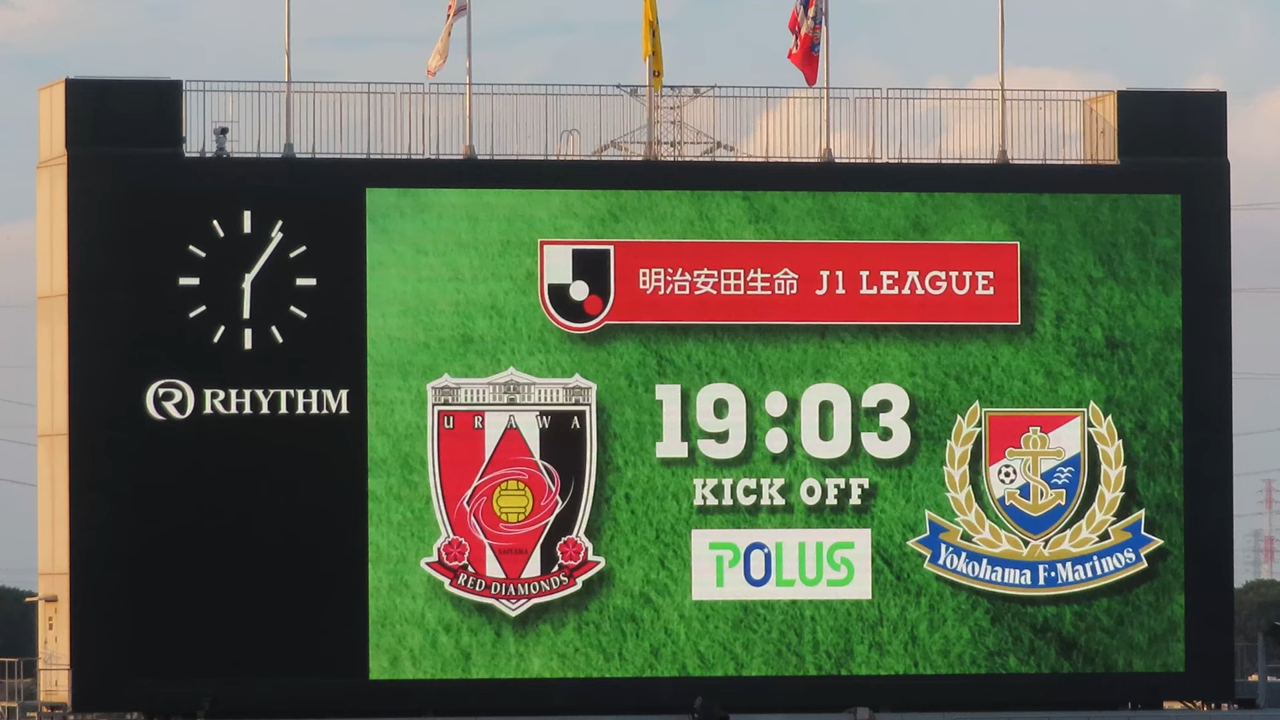 RHYTHM
明治安田生命 J1 LEAGUE
URAWA
SAITAMA
RED DIAMONDS
19:03
KICK OFF
POLUS
Yokohama F·Marinos